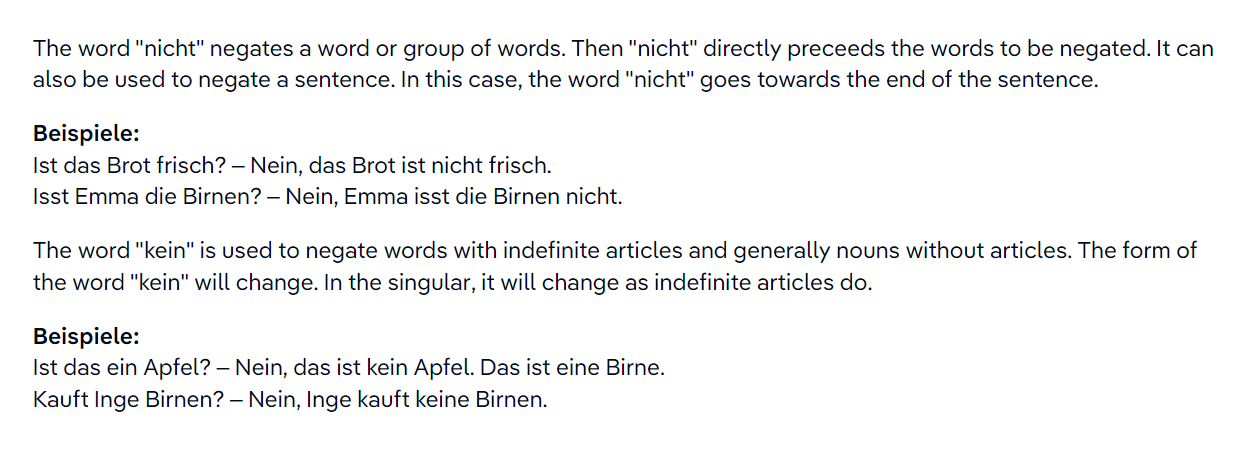 The word "nicht" negates a word or group of words. Then "nicht" directly preceeds the words to be negated. It can
also be used to negate a sentence. In this case, the word "nicht" goes towards the end of the sentence.
Beispiele:
Ist das Brot frisch? – Nein, das Brot ist nicht frisch.
Isst Emma die Birnen? – Nein, Emma isst die Birnen nicht.
The word "kein" is used to negate words with indefinite articles and generally nouns without articles. The form of
the word "kein" will change. In the singular, it will change as indefinite articles do.
Beispiele:
Ist das ein Apfel? – Nein, das ist kein Apfel. Das ist eine Birne.
Kauft Inge Birnen? – Nein, Inge kauft keine Birnen.